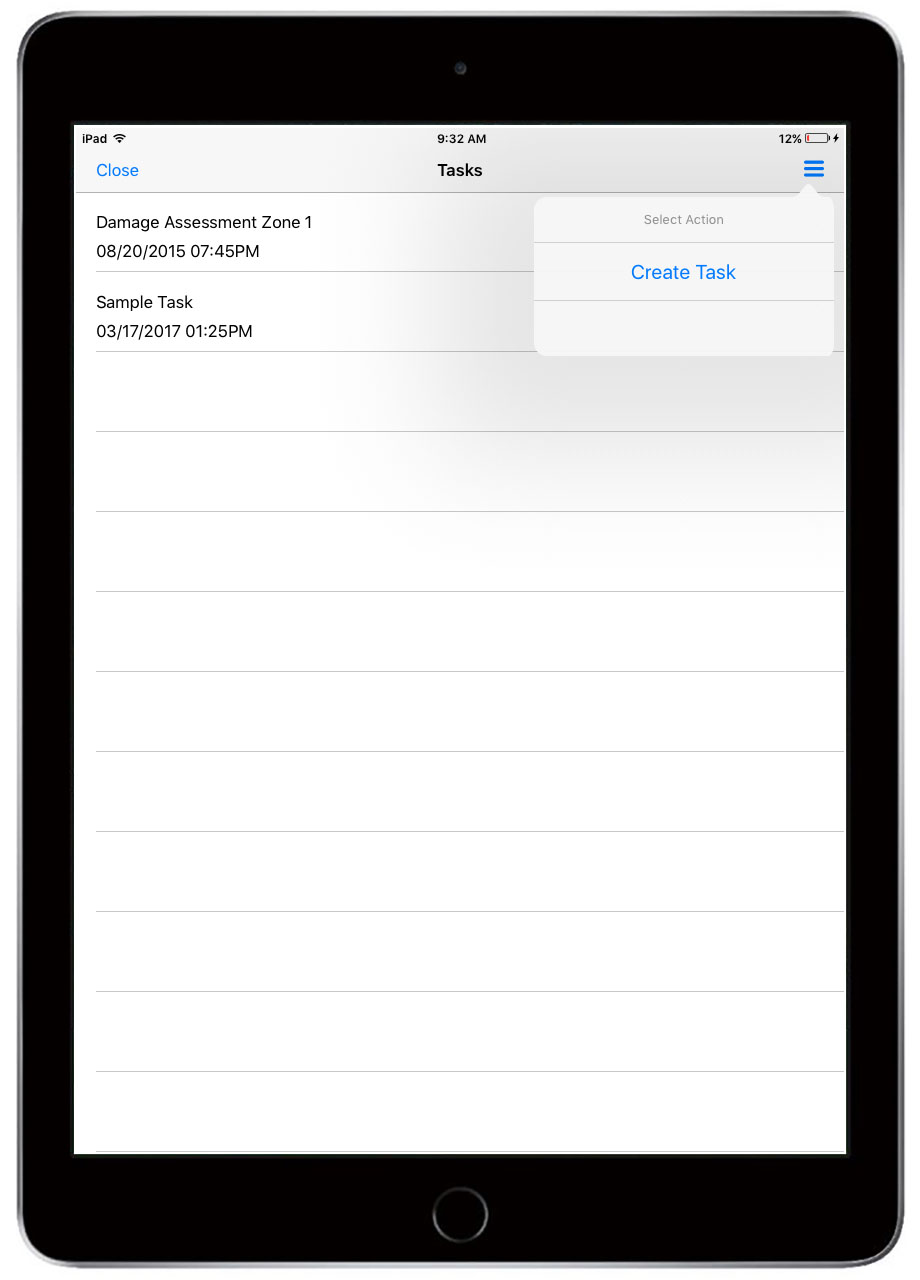 iPad 9:32 AM 12%
Close Tasks
Damage Assessment Zone 1
08/20/2015 07:45PM
Sample Task
03/17/2017 01:25PM
Select Action
Create Task